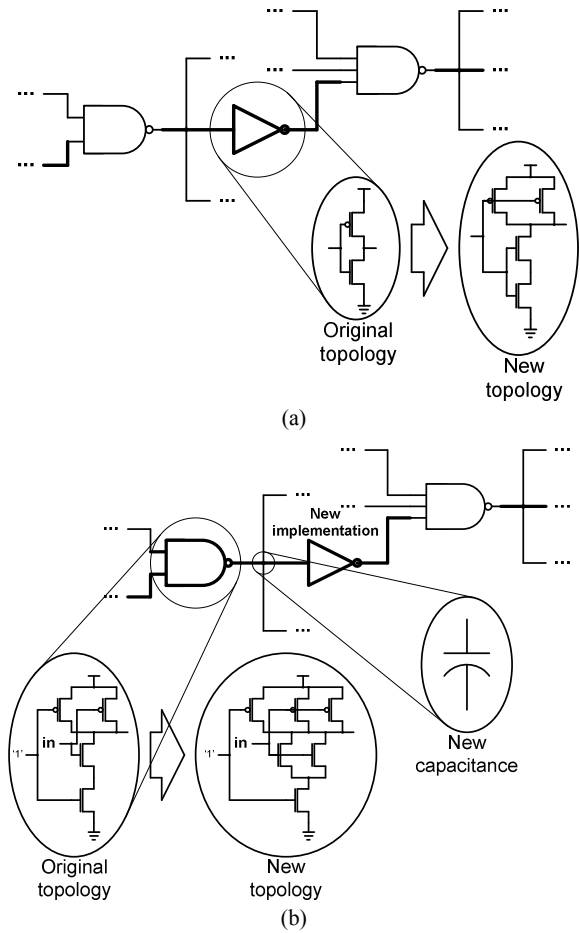 ... ...
... ...
...
...
... ...
...
Original
topology
New
topology
(a)
... ...
... ...
New
implementation
...
...
...
...
'1'
in
'1'
in
New
capacitance
Original
topology
New
topology
(b)